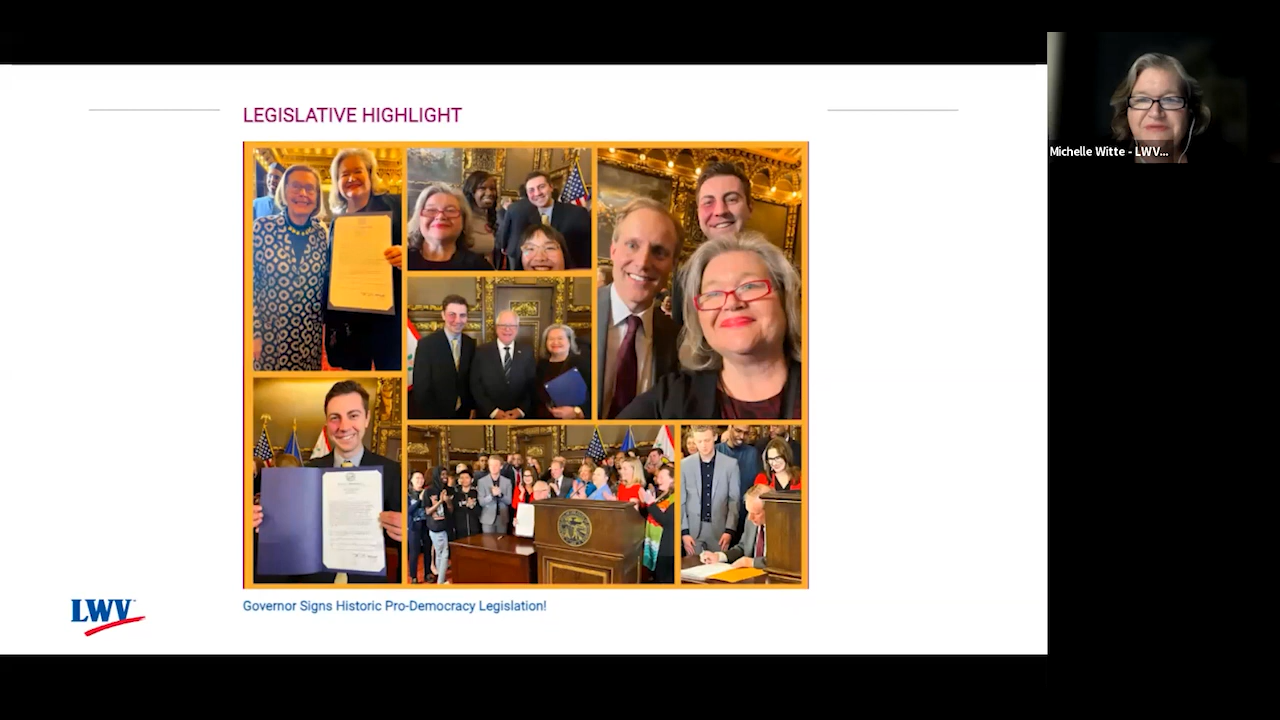 LEGISLATIVE HIGHLIGHT
Michelle Witte - LWV...
LWV
Governor Signs Historic Pro-Democracy Legislation!